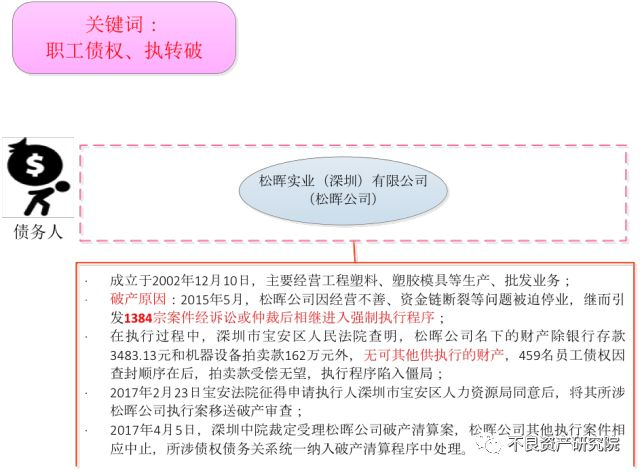 关键词：
职工债权、执转破
$
债务人
松晖实业（深圳）有限公司
（松晖公司）
· 成立于2002年12月10日，主要经营工程塑料、塑胶模具等生产、批发业务；
· 破产原因：2015年5月，松晖公司因经营不善、资金链断裂等问题被迫停业，继而引
发1384宗案件经诉讼或仲裁后相继进入强制执行程序；
· 在执行过程中，深圳市宝安区人民法院查明，松晖公司名下的财产除银行存款
3483.13元和机器设备拍卖款162万元外，无可其他供执行的财产，459名员工债权因
查封顺序在后，拍卖款受偿无望，执行程序陷入僵局；
· 2017年2月23日宝安法院征得申请执行人深圳市宝安区人力资源局同意后，将其所涉
松晖公司执行案移送破产审查；
· 2017年4月5日，深圳中院裁定受理松晖公司破产清算案，松晖公司其他执行案件相
应中止，所涉债权债务关系统一纳入破产清算程序中处理。
不良资产研究院